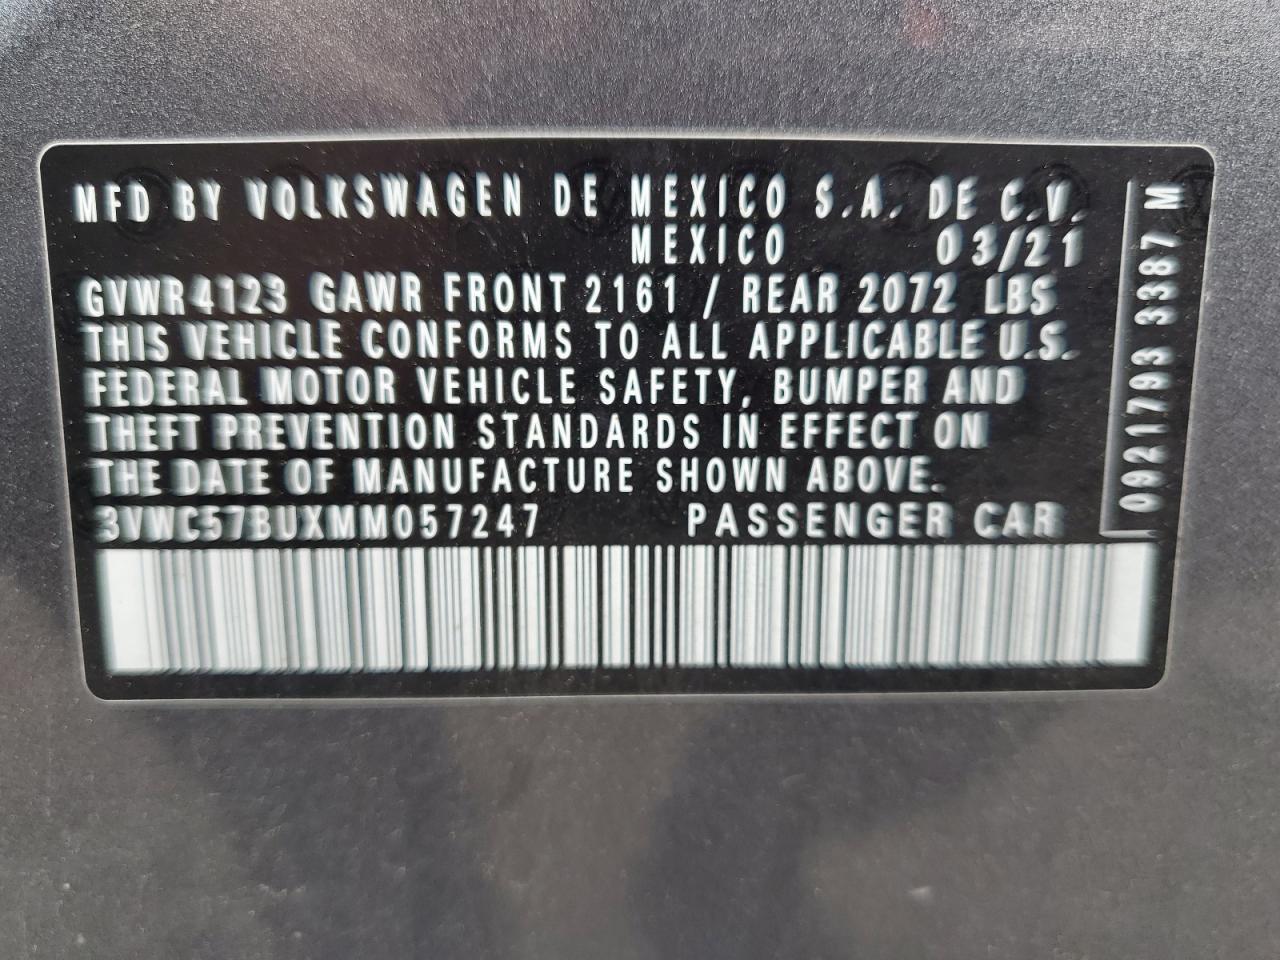 MFD BY VOLKSWAGEN DE MEXICO S.A. DE C.V.
MEXICO 03/21
GVWR4123 GAWR FRONT 2161 / REAR 2072 LBS
THIS VEHICLE CONFORMS TO ALL APPLICABLE U.S.
FEDERAL MOTOR VEHICLE SAFETY, BUMPER AND
THEFT PREVENTION STANDARDS IN EFFECT ON
THE DATE OF MANUFACTURE SHOWN ABOVE.
3VWC57BUXMM057247 PASSENGER CAR
0921793 3387 M